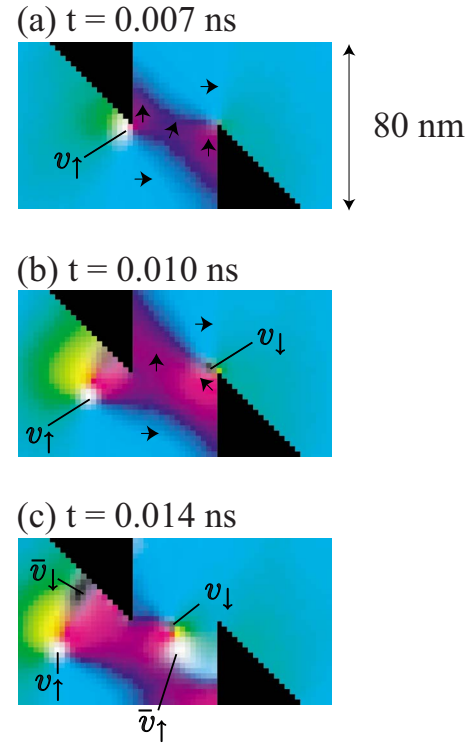 (a) t = 0.007 ns
80 nm
v↑
(b) t = 0.010 ns
v↓
v↑
(c) t = 0.014 ns
v̄↓
v↓
v↑
v̄↑